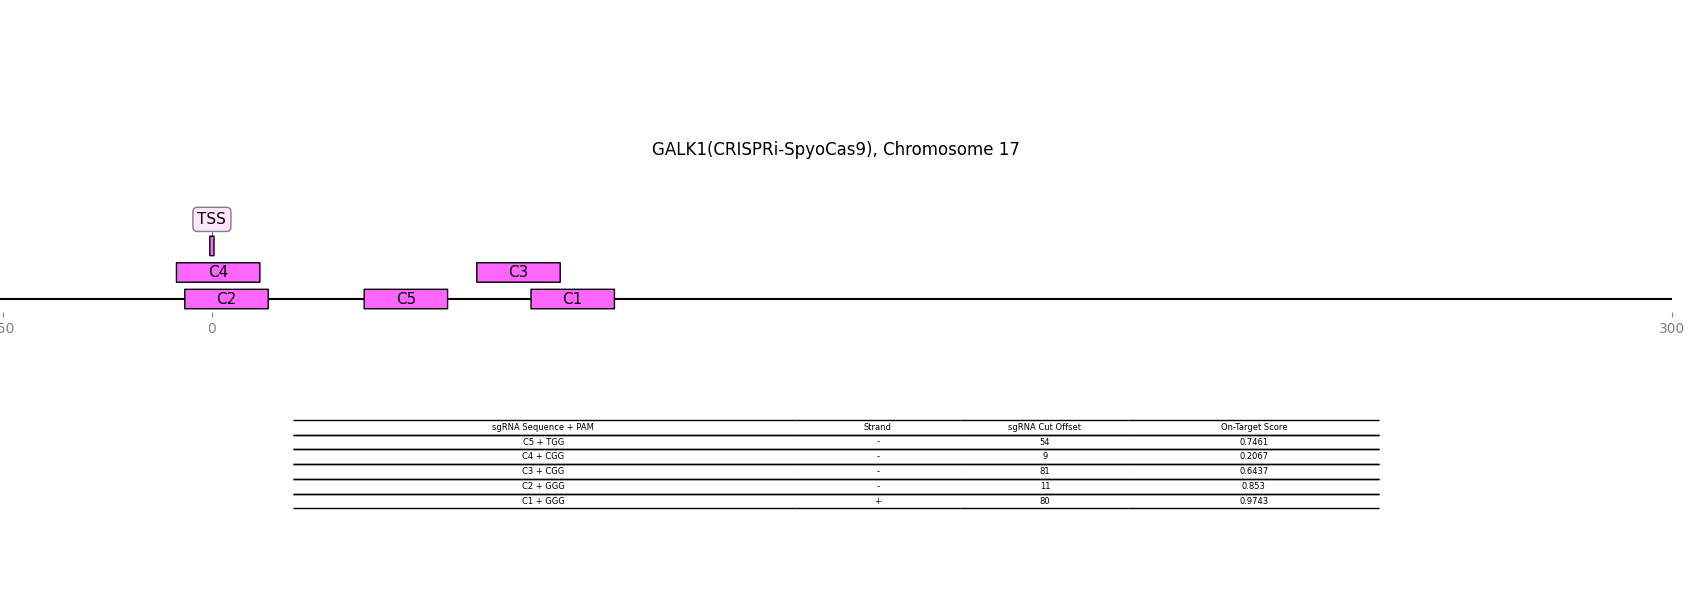 GALK1(CRISPRi-SpyoCas9), Chromosome 17
TSS
C4
C3
C2
C5
C1
50
0
300
sgRNA Sequence + PAM Strand sgRNA Cut Offset On-Target Score
C5 + TGG - 54 0.7461
C4 + CGG - 9 0.2067
C3 + CGG - 81 0.6437
C2 + GGG - 11 0.853
C1 + GGG + 80 0.9743